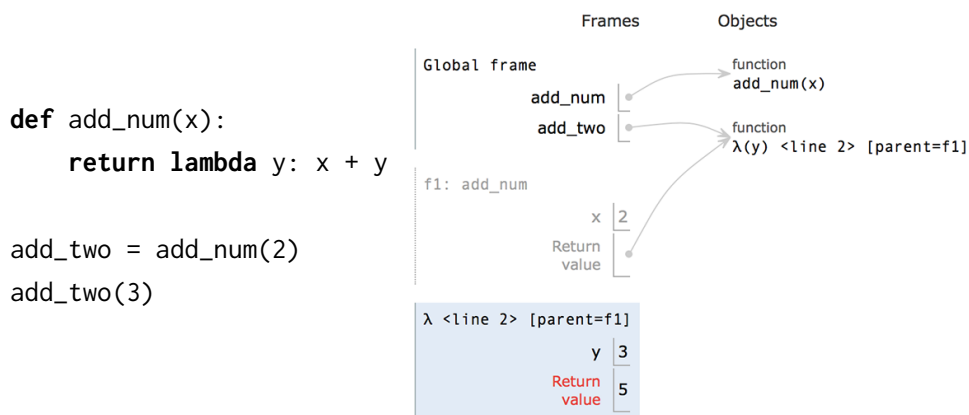 def add_num(x):
    return lambda y: x + y
add_two = add_num(2)
add_two(3)
Frames Objects
Global frame
add_num
add_two
function
add_num(x)
function
λ(y) <line 2> [parent=f1]
f1: add_num
x 2
Return
value
λ <line 2> [parent=f1]
y 3
Return
value 5